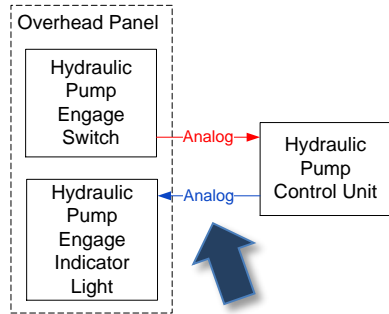 Overhead Panel
Hydraulic
Pump
Engage
Switch
Analog
Hydraulic
Pump
Control Unit
Hydraulic
Pump
Engage
Indicator
Light
Analog